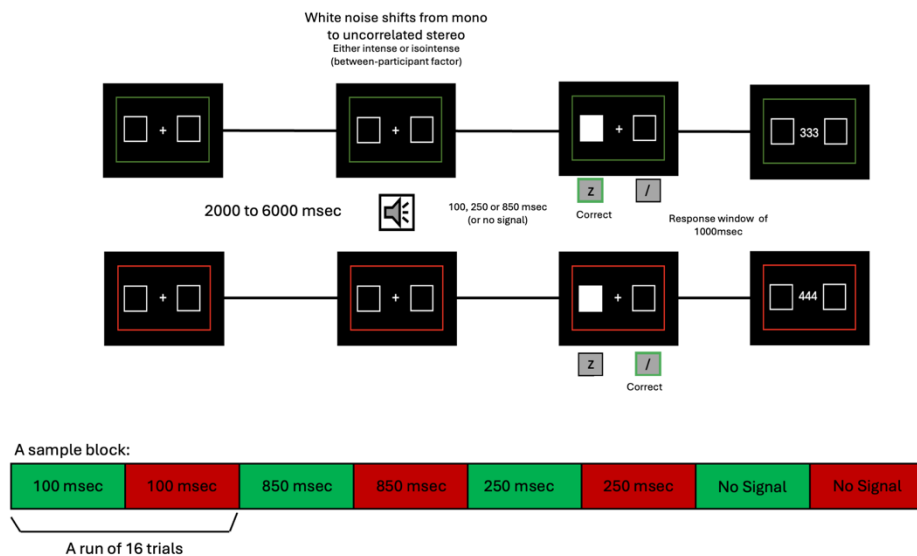 White noise shifts from mono
to uncorrelated stereo
Either intense or isointense
(between-participant factor)
+
+
+
333
z
/
Correct
2000 to 6000 msec
100, 250 or 850 msec
(or no signal)
Response window of
1000msec
+
+
+
444
z
/
Correct
A sample block:
100 msec
100 msec
850 msec
850 msec
250 msec
250 msec
No Signal
No Signal
A run of 16 trials